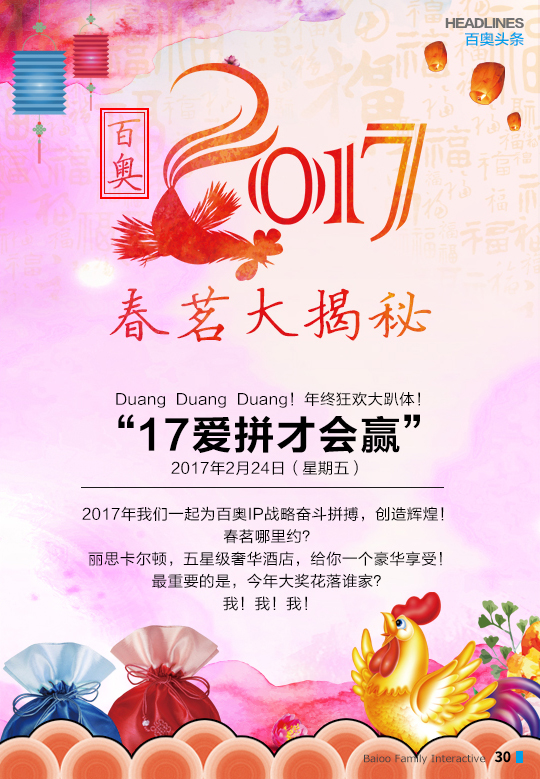 HEADLINES
百奥头条
百奥
2017
春茗大揭秘
Duang Duang Duang！年终狂欢大趴体！
“17爱拼才会赢”
2017年2月24日（星期五）
2017年我们一起为百奥IP战略奋斗拼搏，创造辉煌！
春茗哪里约？
丽思卡尔顿，五星级奢华酒店，给你一个豪华享受！
最重要的是，今年大奖花落谁家？
我！我！我！
Baioo Family Interactive 30